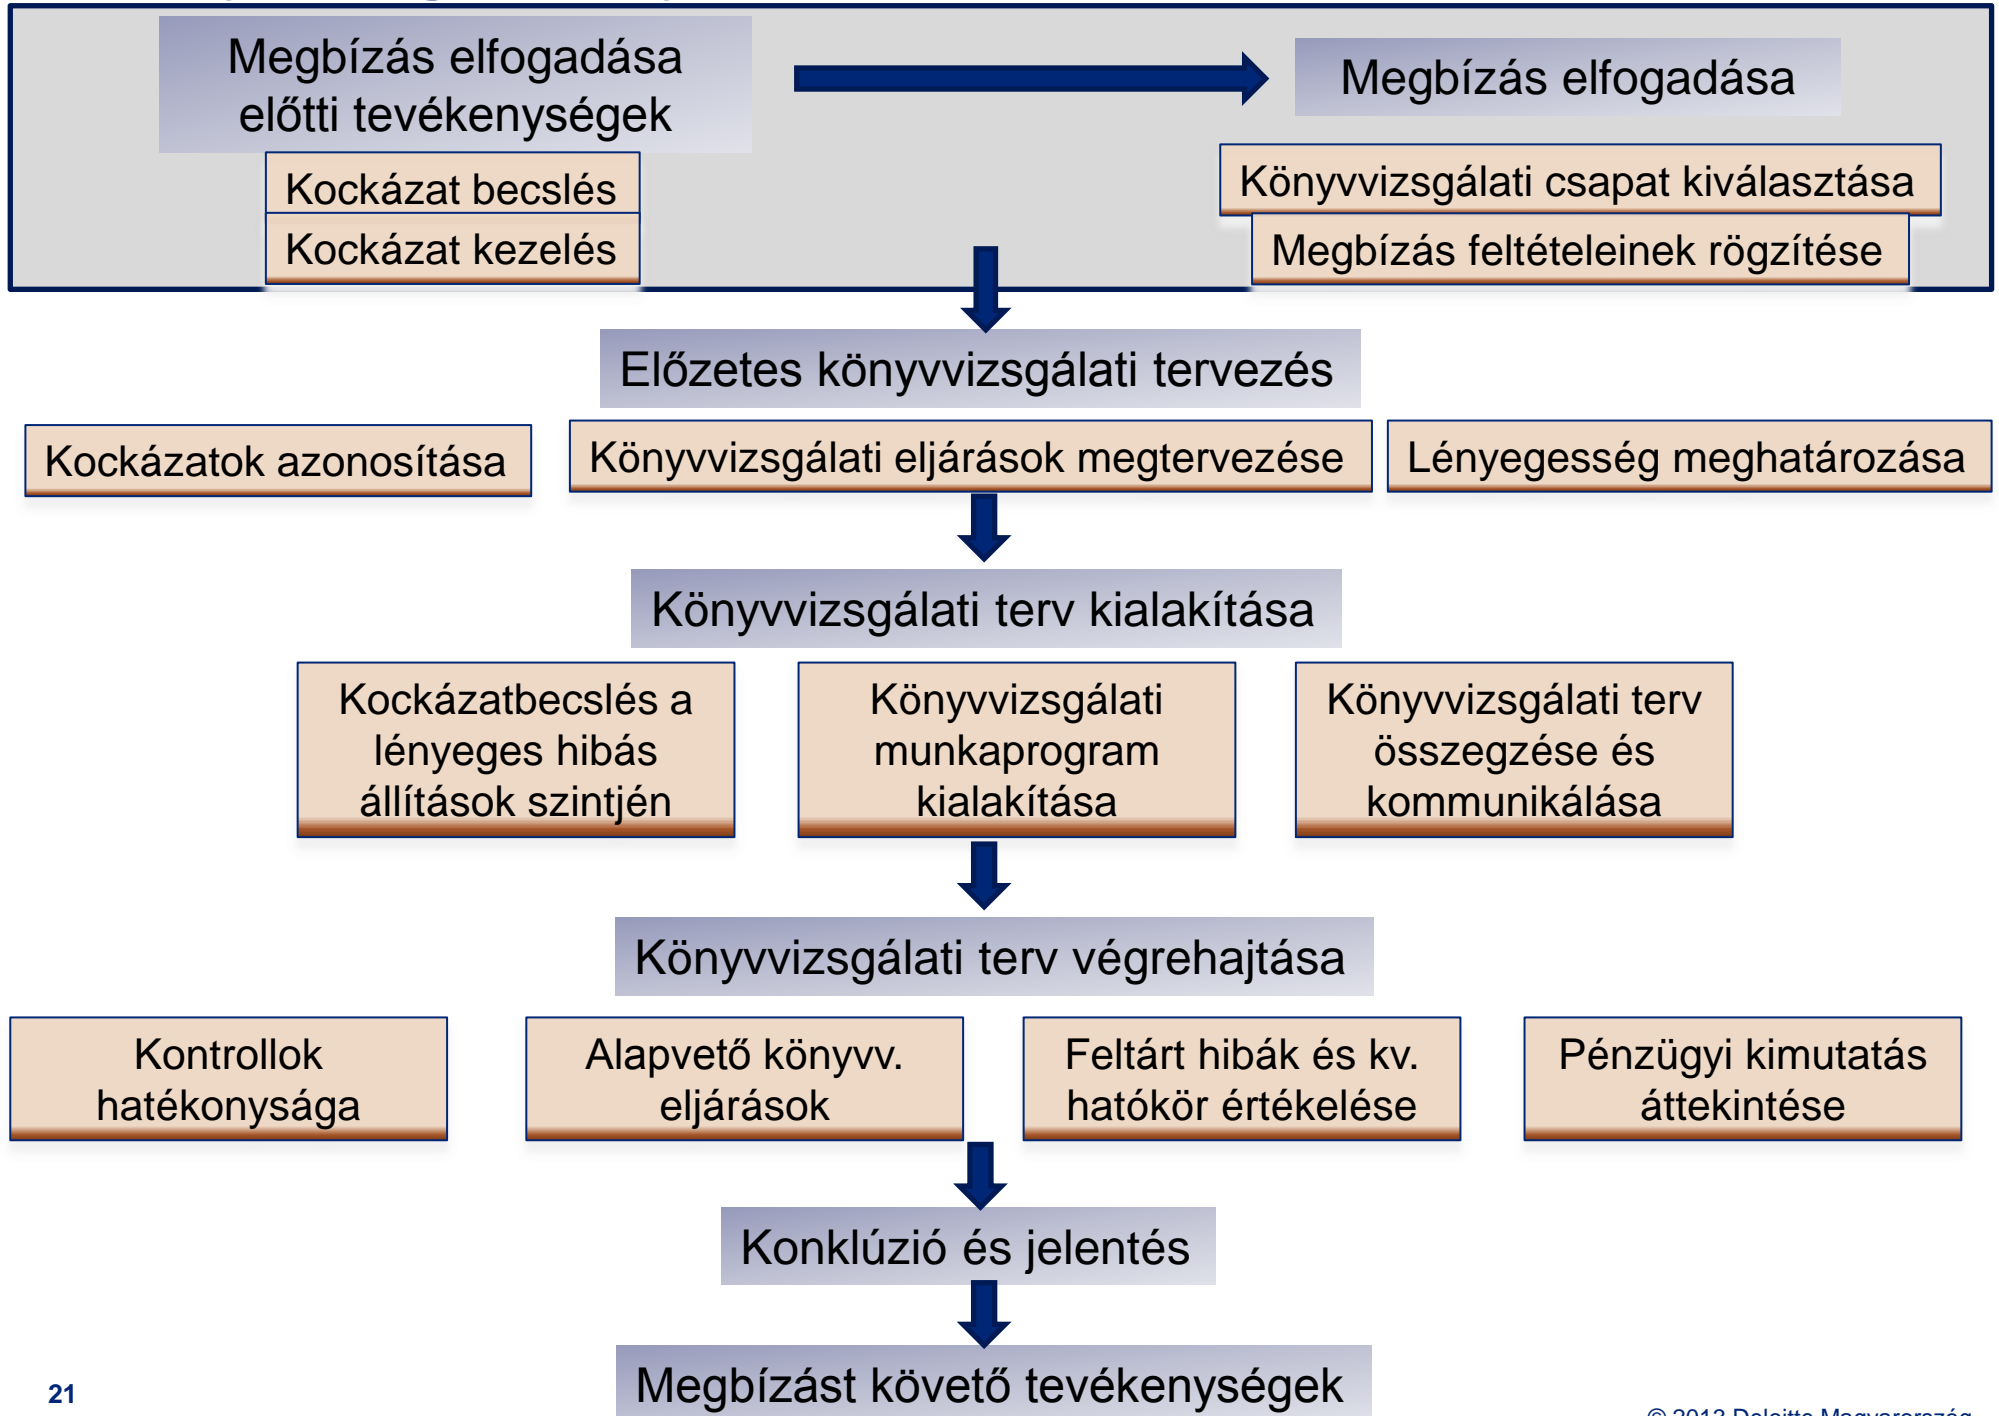 Megbízás elfogadása
előtti tevékenységek
Megbízás elfogadása
Kockázat becslés
Kockázat kezelés
Könyvvizsgálati csapat kiválasztása
Megbízás feltételeinek rögzítése
Előzetes könyvvizsgálati tervezés
Kockázatok azonosítása
Könyvvizsgálati eljárások megtervezése
Lényegesség meghatározása
Könyvvizsgálati terv kialakítása
Kockázatbecslés a
lényeges hibás
állítások szintjén
Könyvvizsgálati
munkaprogram
kialakítása
Könyvvizsgálati terv
összegzése és
kommunikálása
Könyvvizsgálati terv végrehajtása
Kontrollok
hatékonysága
Alapvető könyvv.
eljárások
Feltárt hibák és kv.
hatókör értékelése
Pénzügyi kimutatás
áttekintése
Konklúzió és jelentés
Megbízást követő tevékenységek
21
© 2013 Deloitte Magyarország